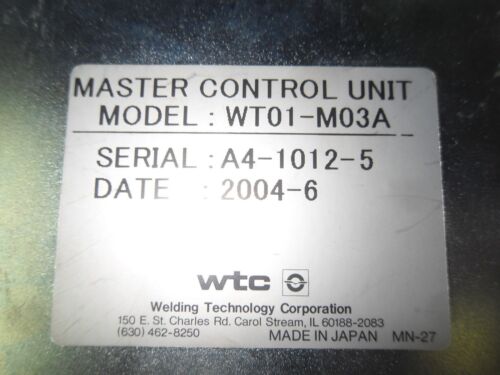 MASTER CONTROL UNIT
MODEL : WT01-M03A
SERIAL : A4-1012-5
DATE : 2004-6
wtc
Welding Technology Corporation
150 E. St. Charles Rd. Carol Stream, IL 60188-2083
(630) 462-8250
MADE IN JAPAN MN-27